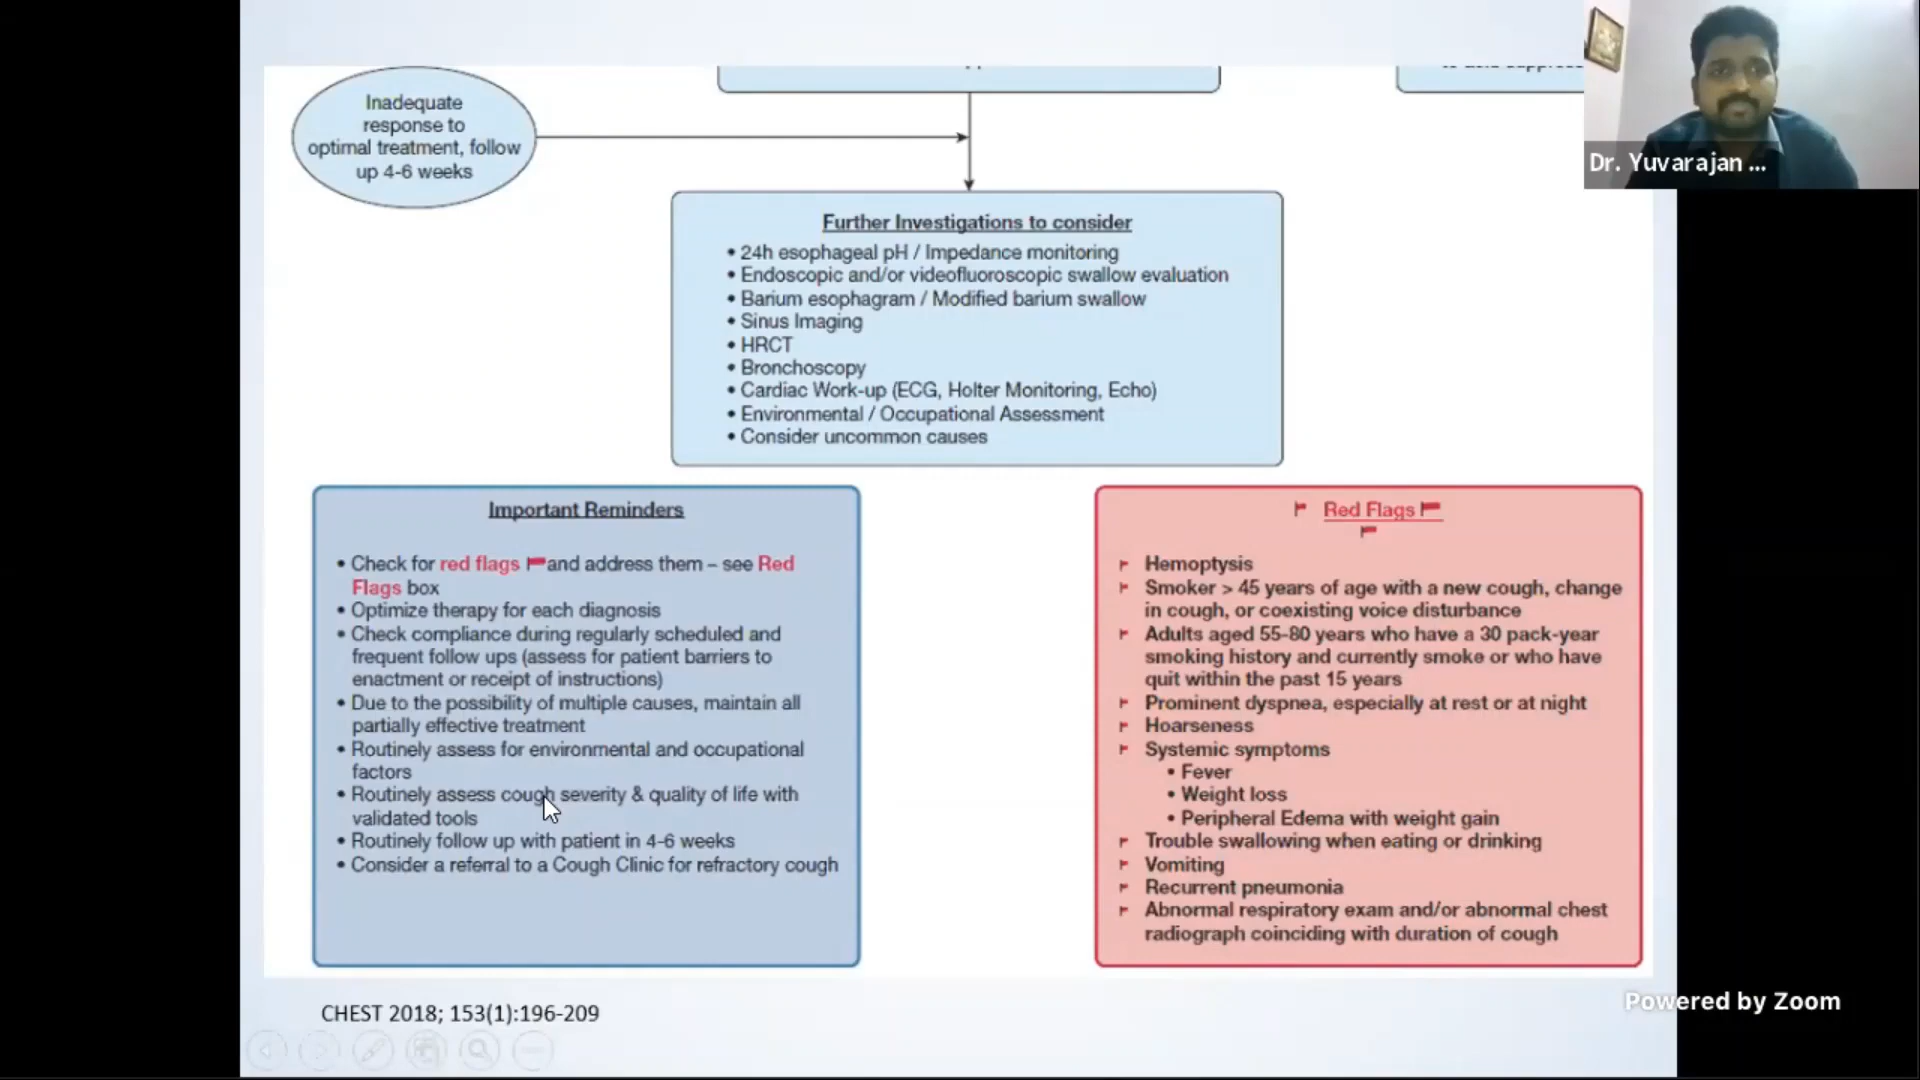 Inadequate
response to
optimal treatment, follow
up 4-6 weeks
Dr. Yuvarajan ...
Further Investigations to consider
• 24h esophageal pH / Impedance monitoring
• Endoscopic and/or videofluoroscopic swallow evaluation
• Barium esophagram / Modified barium swallow
• Sinus Imaging
• HRCT
• Bronchoscopy
• Cardiac Work-up (ECG, Holter Monitoring, Echo)
• Environmental / Occupational Assessment
• Consider uncommon causes
Important Reminders
• Check for red flags and address them – see Red
Flags box
• Optimize therapy for each diagnosis
• Check compliance during regularly scheduled and
frequent follow ups (assess for patient barriers to
enactment or receipt of instructions)
• Due to the possibility of multiple causes, maintain all
partially effective treatment
• Routinely assess for environmental and occupational
factors
• Routinely assess cough severity & quality of life with
validated tools
• Routinely follow up with patient in 4-6 weeks
• Consider a referral to a Cough Clinic for refractory cough
Red Flags
Hemoptysis
Smoker > 45 years of age with a new cough, change
in cough, or coexisting voice disturbance
Adults aged 55-80 years who have a 30 pack-year
smoking history and currently smoke or who have
quit within the past 15 years
Prominent dyspnea, especially at rest or at night
Hoarseness
Systemic symptoms
• Fever
• Weight loss
• Peripheral Edema with weight gain
Trouble swallowing when eating or drinking
Vomiting
Recurrent pneumonia
Abnormal respiratory exam and/or abnormal chest
radiograph coinciding with duration of cough
CHEST 2018; 153(1):196-209
Powered by Zoom